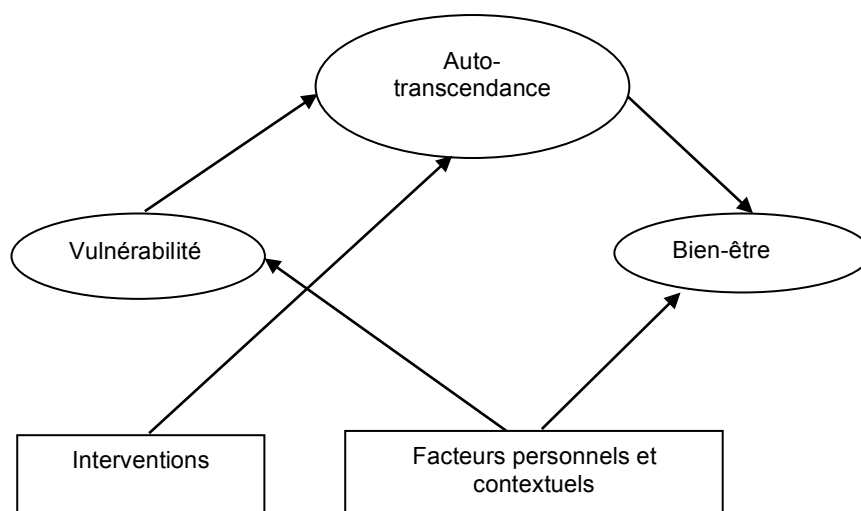 Auto-
transcendance
Vulnérabilité
Bien-être
Interventions
Facteurs personnels et
contextuels